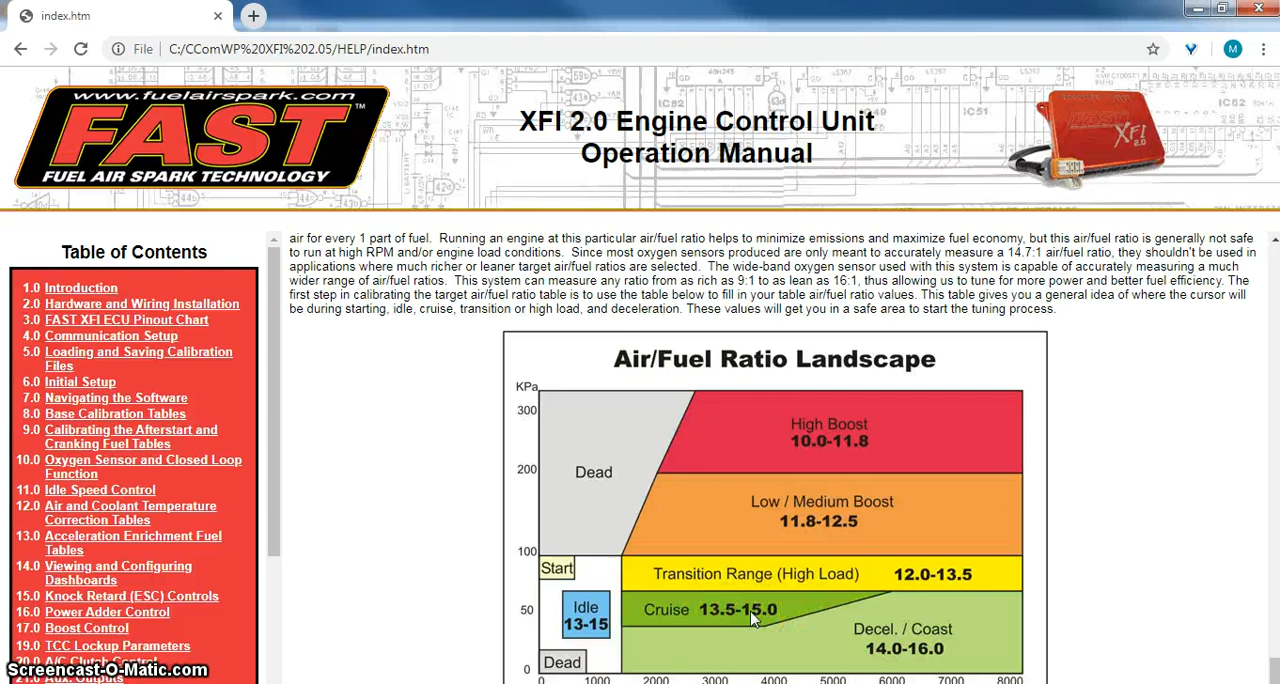 index.htm
File C:/CComWP%20XFI%202.05/HELP/index.htm
M
www.fuelairspark.com
FAST™
FUEL AIR SPARK TECHNOLOGY
XFI 2.0 Engine Control Unit
Operation Manual
XFI
2.0
Table of Contents
1.0 Introduction
2.0 Hardware and Wiring Installation
3.0 FAST XFI ECU Pinout Chart
4.0 Communication Setup
5.0 Loading and Saving Calibration
Files
6.0 Initial Setup
7.0 Navigating the Software
8.0 Base Calibration Tables
9.0 Calibrating the Afterstart and
Cranking Fuel Tables
10.0 Oxygen Sensor and Closed Loop
Function
11.0 Idle Speed Control
12.0 Air and Coolant Temperature
Correction Tables
13.0 Acceleration Enrichment Fuel
Tables
14.0 Viewing and Configuring
Dashboards
15.0 Knock Retard (ESC) Controls
16.0 Power Adder Control
17.0 Boost Control
19.0 TCC Lockup Parameters
20.0 A/C Clutch Control
21.0 Aux. Outputs
Screencast-O-Matic.com
air for every 1 part of fuel. Running an engine at this particular air/fuel ratio helps to minimize emissions and maximize fuel economy, but this air/fuel ratio is generally not safe
to run at high RPM and/or engine load conditions. Since most oxygen sensors produced are only meant to accurately measure a 14.7:1 air/fuel ratio, they shouldn't be used in
applications where much richer or leaner target air/fuel ratios are selected. The wide-band oxygen sensor used with this system is capable of accurately measuring a much
wider range of air/fuel ratios. This system can measure any ratio from as rich as 9:1 to as lean as 16:1, thus allowing us to tune for more power and better fuel efficiency. The
first step in calibrating the target air/fuel ratio table is to use the table below to fill in your table air/fuel ratio values. This table gives you a general idea of where the cursor will
be during starting, idle, cruise, transition or high load, and deceleration. These values will get you in a safe area to start the tuning process.
Air/Fuel Ratio Landscape
KPa
300
200
100
50
0
Dead
High Boost
10.0-11.8
Low / Medium Boost
11.8-12.5
Start
Transition Range (High Load) 12.0-13.5
Idle
13-15
Cruise 13.5-15.0
Decel. / Coast
14.0-16.0
Dead
0 1000 2000 3000 4000 5000 6000 7000 8000